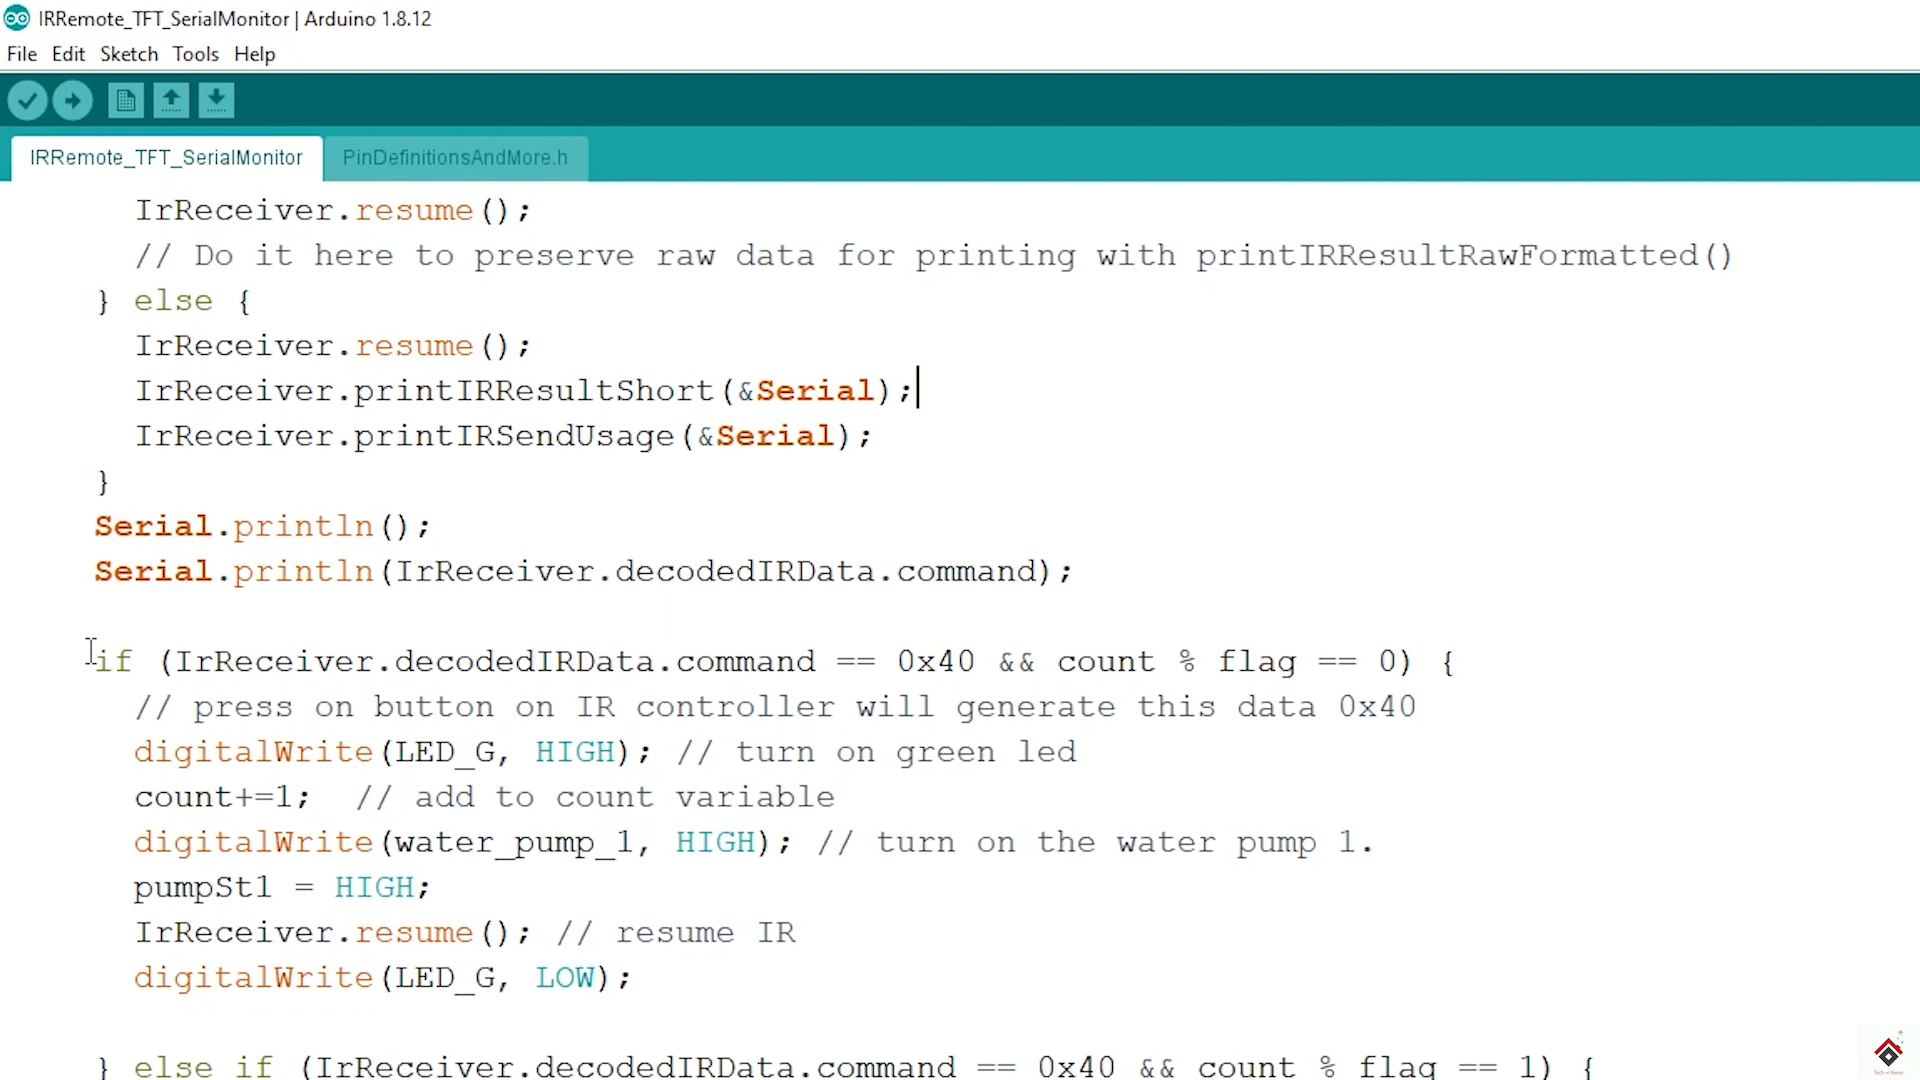 IRRemote_TFT_SerialMonitor | Arduino 1.8.12
File Edit Sketch Tools Help
IRRemote_TFT_SerialMonitor PinDefinitionsAndMore.h
IrReceiver.resume();
// Do it here to preserve raw data for printing with printIRResultRawFormatted()
} else {
IrReceiver.resume();
IrReceiver.printIRResultShort(&Serial);
IrReceiver.printIRSendUsage(&Serial);
}
Serial.println();
Serial.println(IrReceiver.decodedIRData.command);
if (IrReceiver.decodedIRData.command == 0x40 && count % flag == 0) {
// press on button on IR controller will generate this data 0x40
digitalWrite(LED_G, HIGH); // turn on green led
count+=1; // add to count variable
digitalWrite(water_pump_1, HIGH); // turn on the water pump 1.
pumpSt1 = HIGH;
IrReceiver.resume(); // resume IR
digitalWrite(LED_G, LOW);
} else if (IrReceiver.decodedIRData.command == 0x40 && count % flag == 1) {